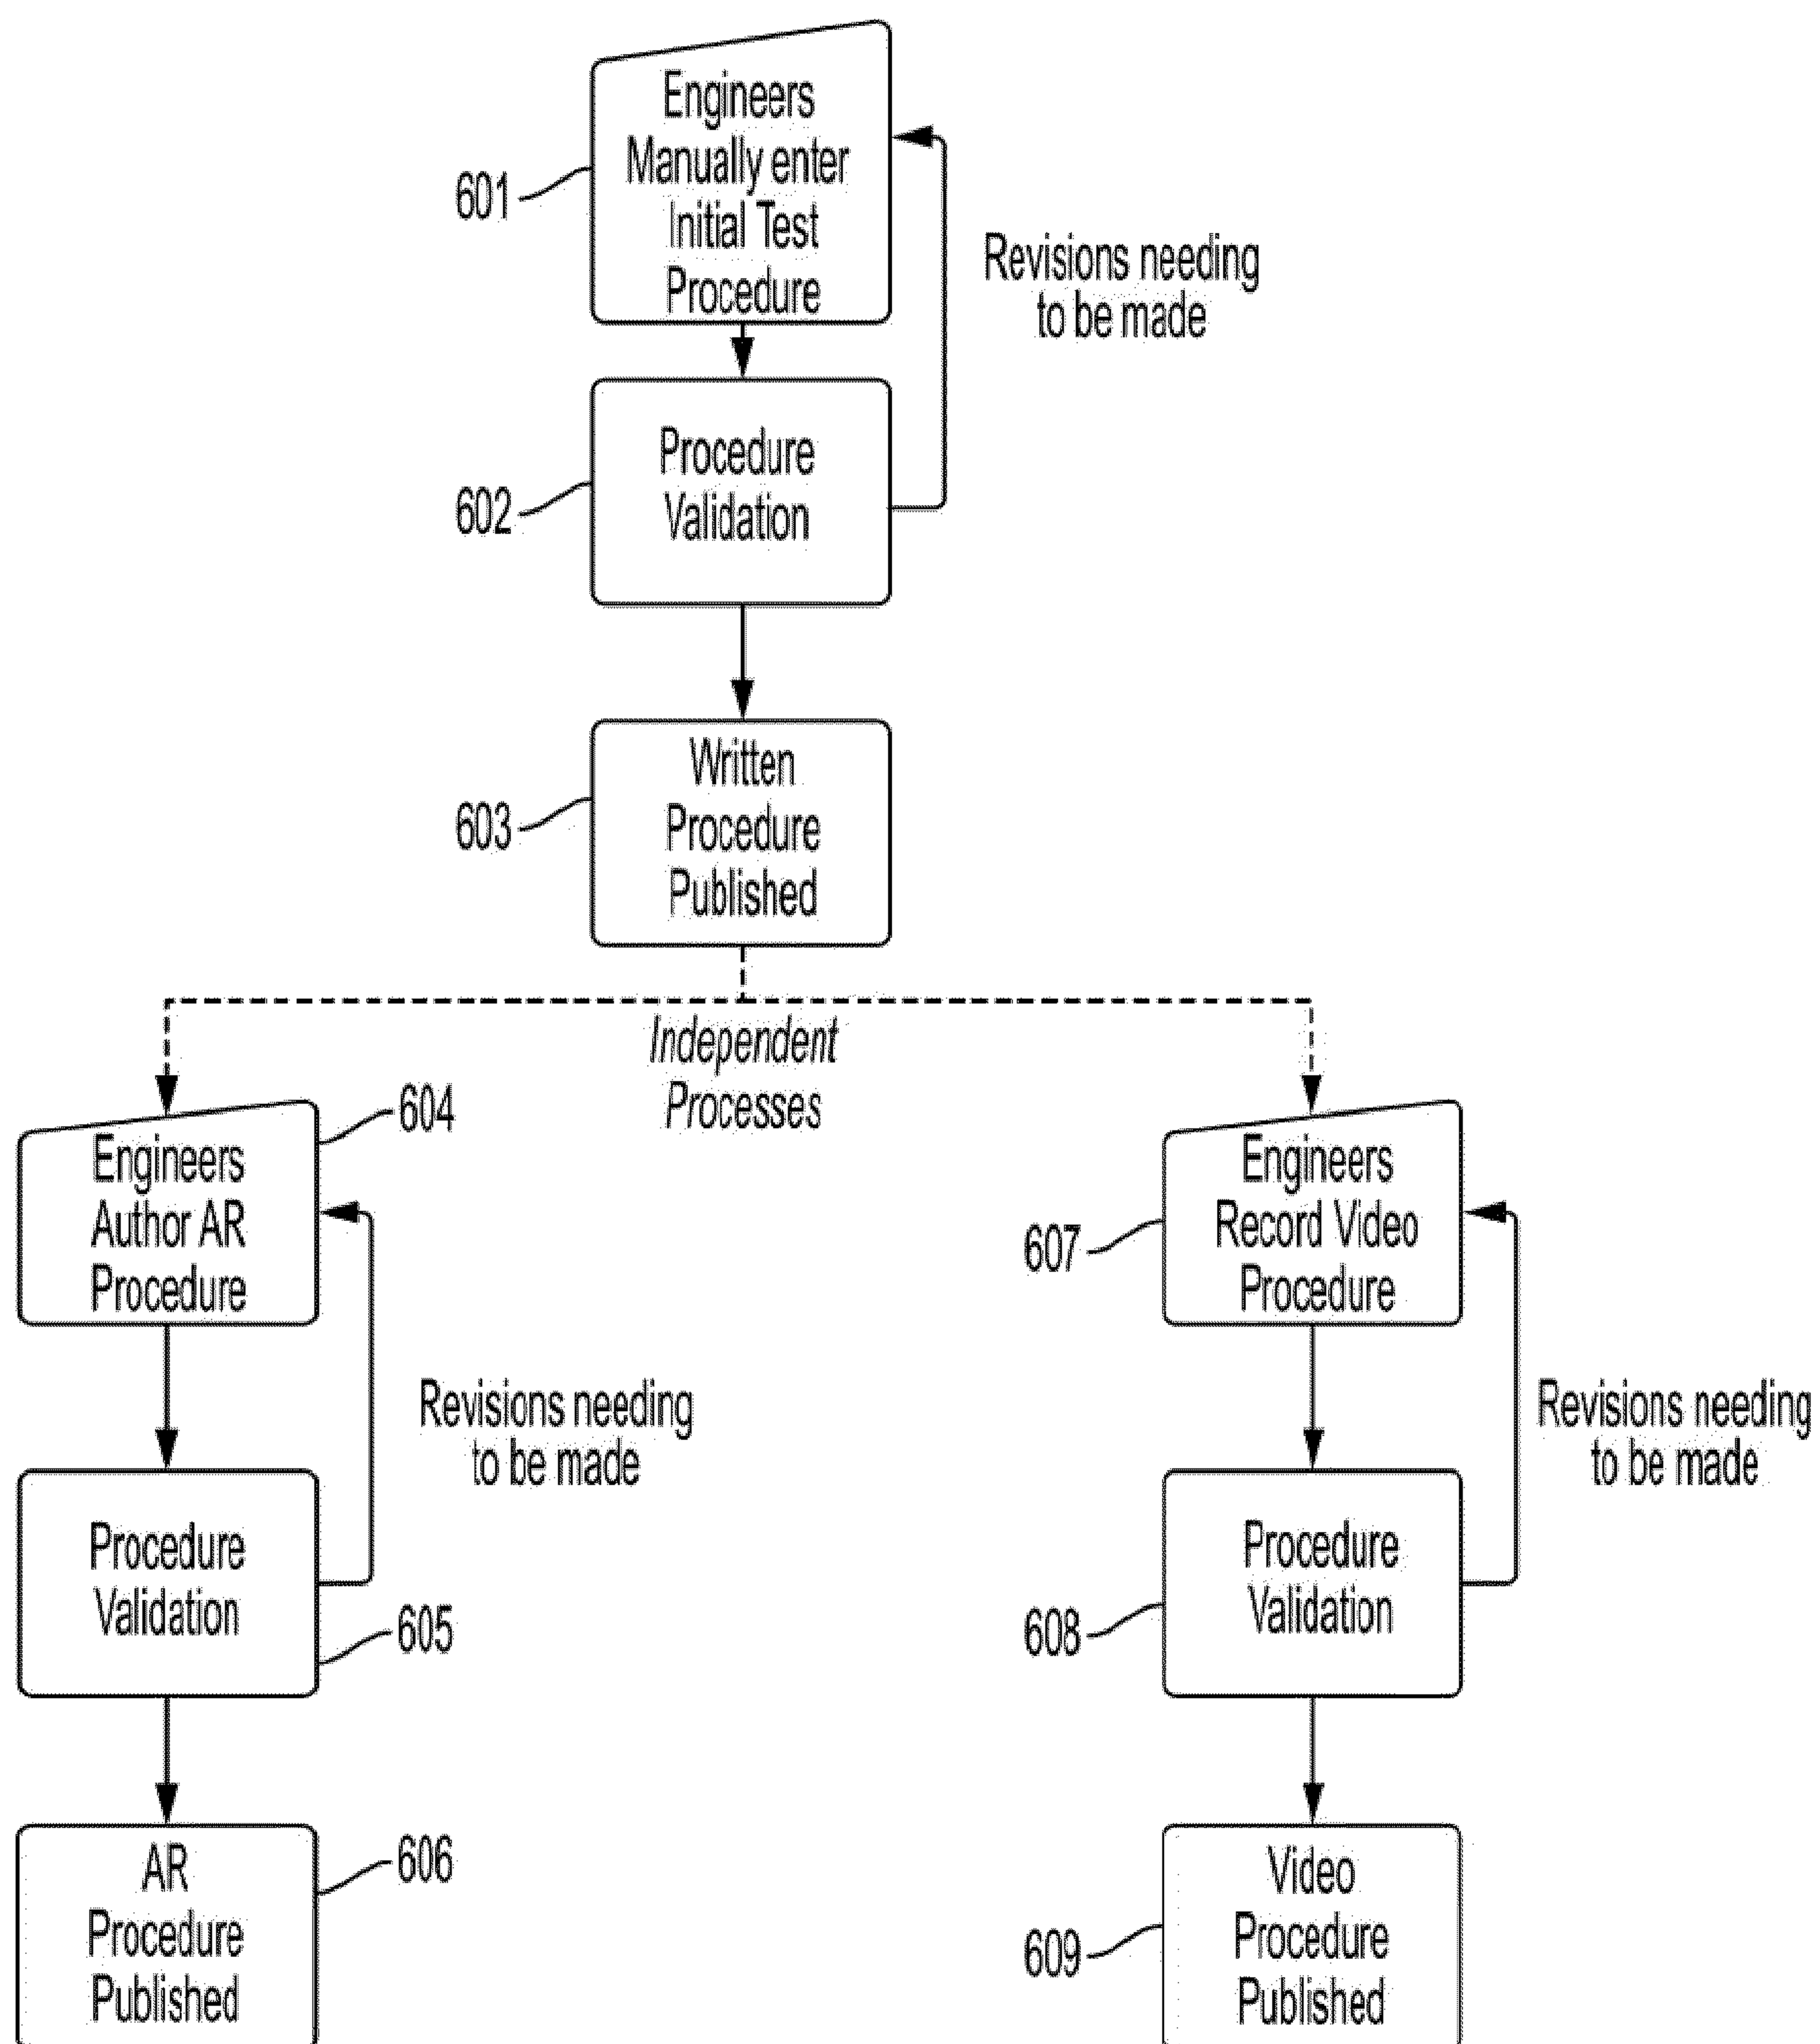 Engineers
Manually enter
Initial Test
Procedure
601
Revisions needing
to be made
Procedure
Validation
602
Written
Procedure
Published
603
Independent
Processes
604
Engineers
Author AR
Procedure
Revisions needing
to be made
Procedure
Validation
605
AR
Procedure
Published
606
Engineers
Record Video
Procedure
607
Revisions needing
to be made
Procedure
Validation
608
Video
Procedure
Published
609